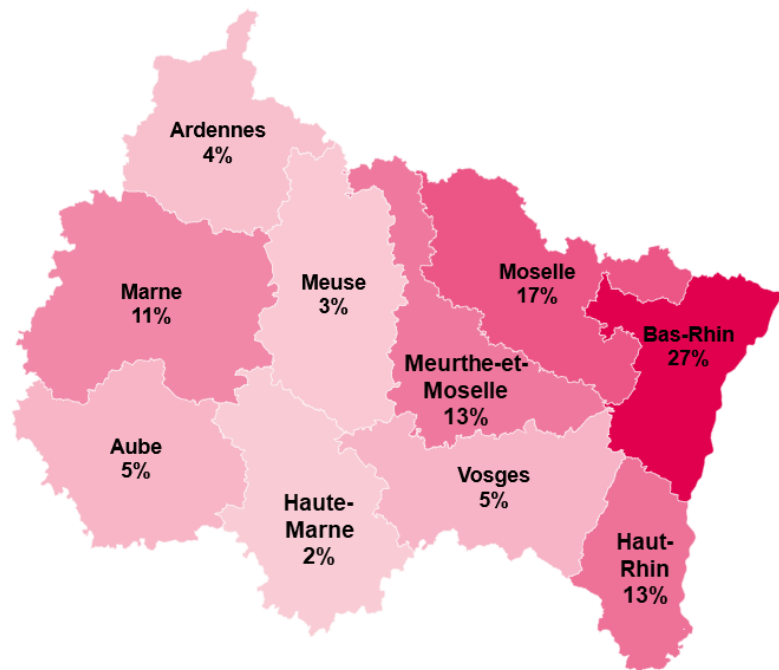 Ardennes
4%
Marne
11%
Meuse
3%
Moselle
17%
Bas-Rhin
27%
Meurthe-et-
Moselle
13%
Aube
5%
Vosges
5%
Haute-
Marne
2%
Haut-
Rhin
13%